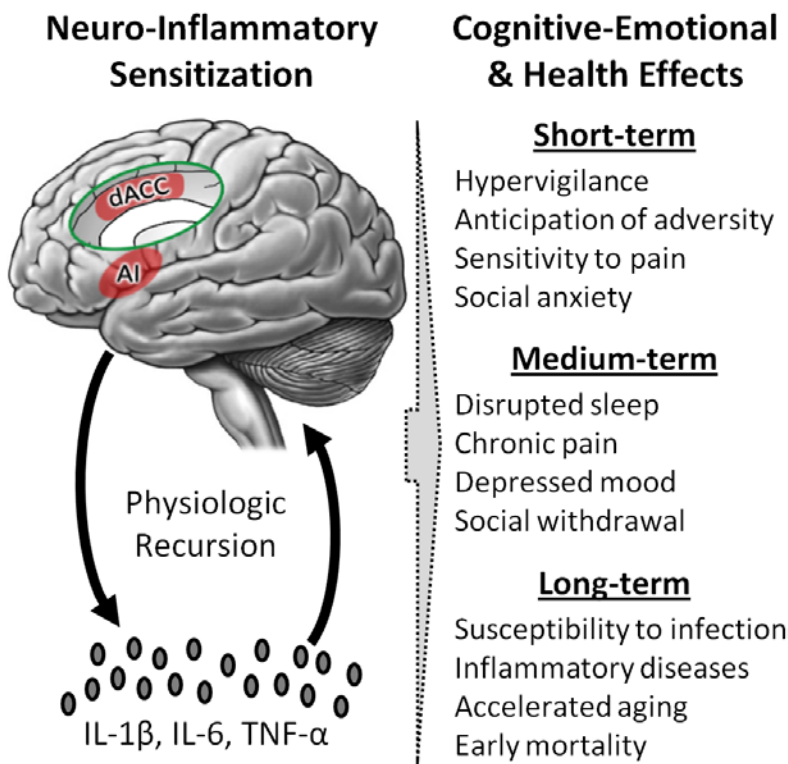 Neuro-Inflammatory
Sensitization
dACC
AI
Physiologic
Recursion
IL-1β, IL-6, TNF-α
Cognitive-Emotional
& Health Effects
Short-term
Hypervigilance
Anticipation of adversity
Sensitivity to pain
Social anxiety
Medium-term
Disrupted sleep
Chronic pain
Depressed mood
Social withdrawal
Long-term
Susceptibility to infection
Inflammatory diseases
Accelerated aging
Early mortality